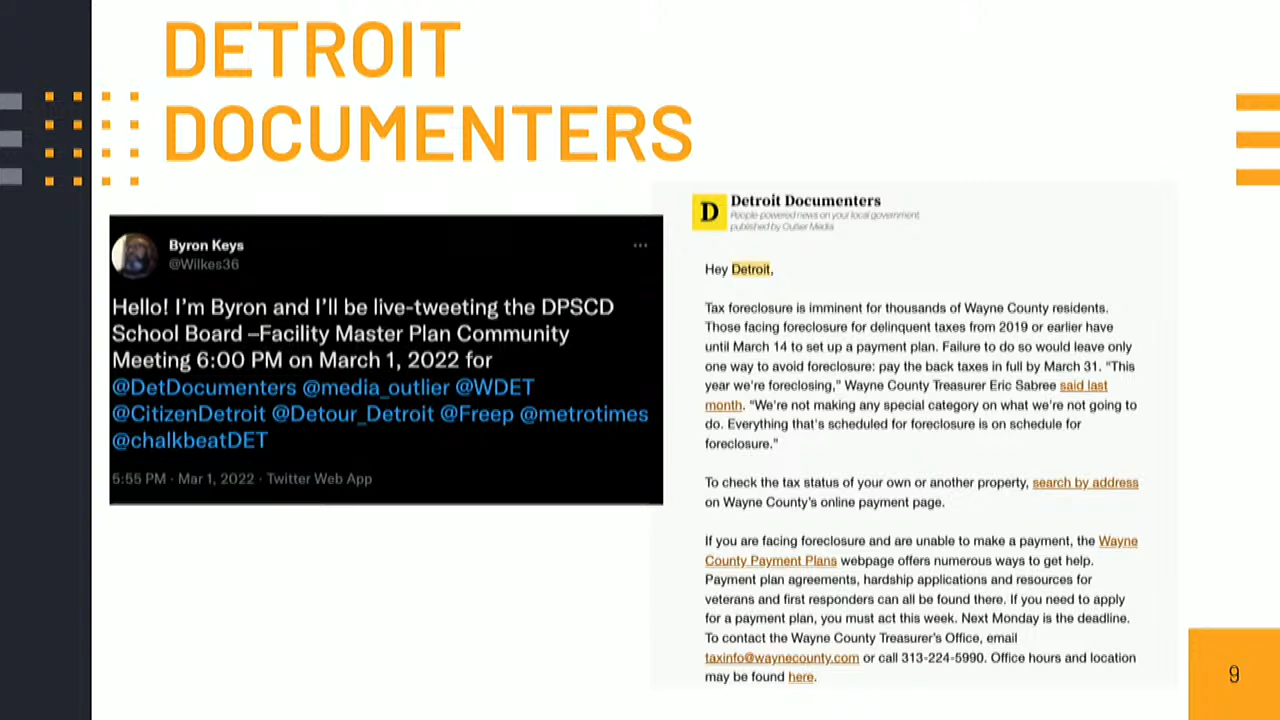 DETROIT
DOCUMENTERS
Byron Keys
@Wilkes36
Hello! I'm Byron and I'll be live-tweeting the DPSCD
School Board –Facility Master Plan Community
Meeting 6:00 PM on March 1, 2022 for
@DetDocumenters @media_outlier @WDET
@CitizenDetroit @Detour_Detroit @Freep @metrotimes
@chalkbeatDET
5:55 PM · Mar 1, 2022 · Twitter Web App
D
Detroit Documenters
People-powered news on your local government,
published by Outlier Media
Hey Detroit,
Tax foreclosure is imminent for thousands of Wayne County residents.
Those facing foreclosure for delinquent taxes from 2019 or earlier have
until March 14 to set up a payment plan. Failure to do so would leave only
one way to avoid foreclosure: pay the back taxes in full by March 31. "This
year we're foreclosing," Wayne County Treasurer Eric Sabree said last
month. "We're not making any special category on what we're not going to
do. Everything that's scheduled for foreclosure is on schedule for
foreclosure."
To check the tax status of your own or another property, search by address
on Wayne County's online payment page.
If you are facing foreclosure and are unable to make a payment, the Wayne
County Payment Plans webpage offers numerous ways to get help.
Payment plan agreements, hardship applications and resources for
veterans and first responders can all be found there. If you need to apply
for a payment plan, you must act this week. Next Monday is the deadline.
To contact the Wayne County Treasurer's Office, email
taxinfo@waynecounty.com or call 313-224-5990. Office hours and location
may be found here.
9